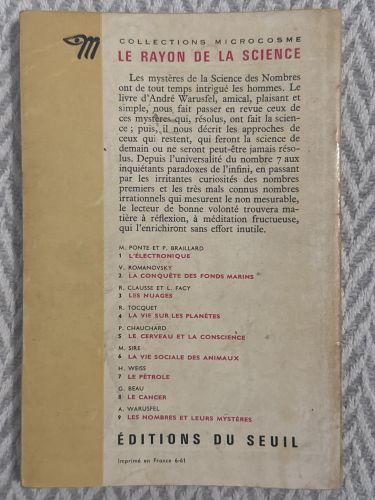 m
COLLECTIONS MICROCOSME
LE RAYON DE LA SCIENCE
Les mystères de la Science des Nombres
ont de tout temps intrigué les hommes. Le
livre d'André Warusfel, amical, plaisant et
simple, nous fait passer en revue ceux de
ces mystères qui, résolus, ont fait la scien-
ce ; puis, il nous décrit les approches de
ceux qui restent, qui feront la science de
demain ou ne seront peut-être jamais réso-
lus. Depuis l'universalité du nombre 7 aux
inquiétants paradoxes de l'infini, en passant
par les irritantes curiosités des nombres
premiers et les très mals connus nombres
irrationnels qui mesurent le non mesurable,
le lecteur de bonne volonté trouvera ma-
tière à réflexion, à méditation fructueuse,
qui l'enrichiront sans effort inutile.
M. PONTE ET P. BRAILLARD
1 L'ÉLECTRONIQUE
V. ROMANOVSKY
2 LA CONQUÊTE DES FONDS MARINS
R. CLAUSSE ET L. FACY
3 LES NUAGES
R. TOCQUET
4 LA VIE SUR LES PLANÈTES
P. CHAUCHARD
5 LE CERVEAU ET LA CONSCIENCE
M. SIRE
6 LA VIE SOCIALE DES ANIMAUX
H. WEISS
7 LE PÉTROLE
G. BEAU
8 LE CANCER
A. WARUSFEL
9 LES NOMBRES ET LEURS MYSTÈRES
ÉDITIONS DU SEUIL
Imprimé en France 6-61